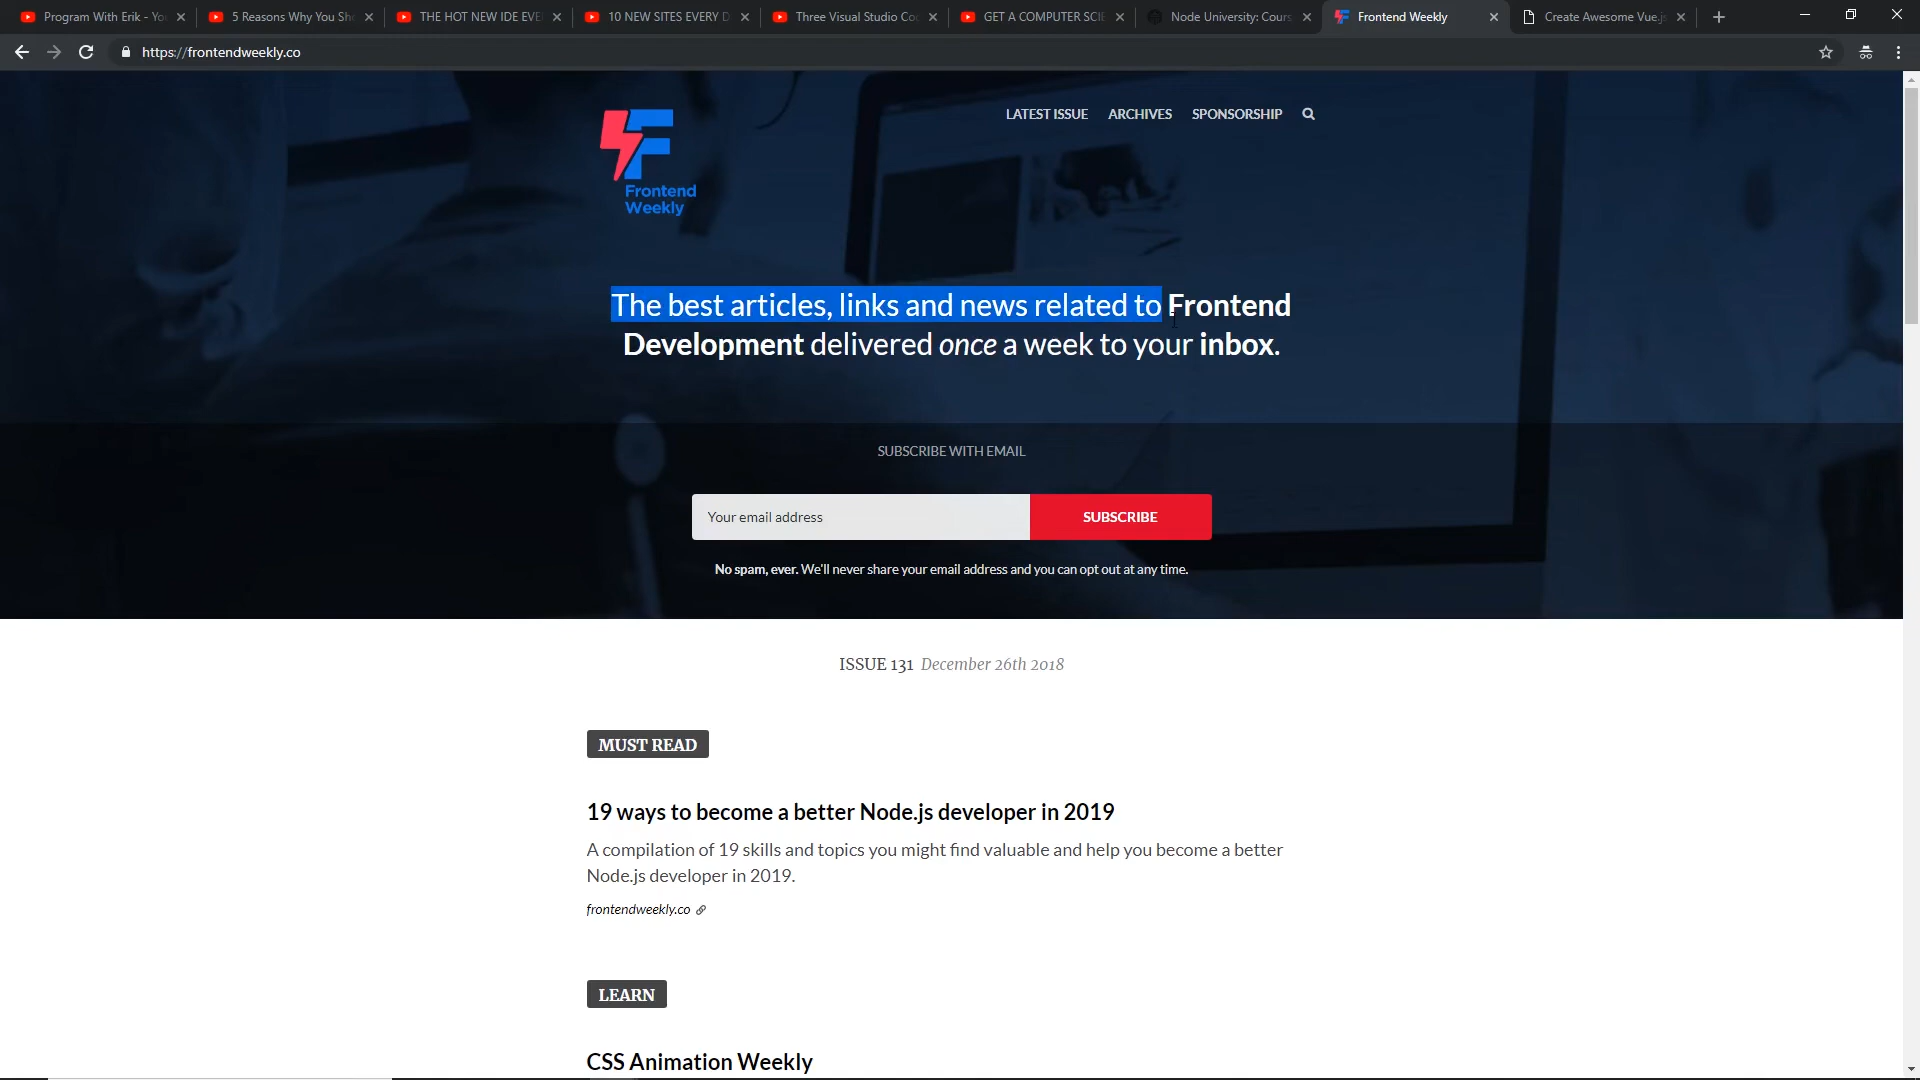 Program With Erik - Yo
5 Reasons Why You Sh
THE HOT NEW IDE EVE
10 NEW SITES EVERY D
Three Visual Studio Co
GET A COMPUTER SCIE
Node University: Cours
Frontend Weekly
Create Awesome Vue.js
https://frontendweekly.co
Frontend
Weekly
LATEST ISSUE ARCHIVES SPONSORSHIP
The best articles, links and news related to Frontend
Development delivered once a week to your inbox.
SUBSCRIBE WITH EMAIL
Your email address SUBSCRIBE
No spam, ever. We'll never share your email address and you can opt out at any time.
ISSUE 131 December 26th 2018
MUST READ
19 ways to become a better Node.js developer in 2019
A compilation of 19 skills and topics you might find valuable and help you become a better
Node.js developer in 2019.
frontendweekly.co
LEARN
CSS Animation Weekly